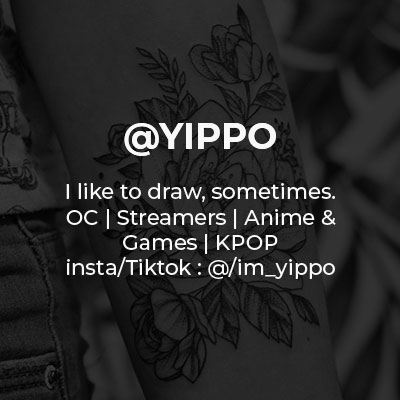 @YIPPO
I like to draw, sometimes.
OC | Streamers | Anime &
Games | KPOP
insta/Tiktok : @/im_yippo